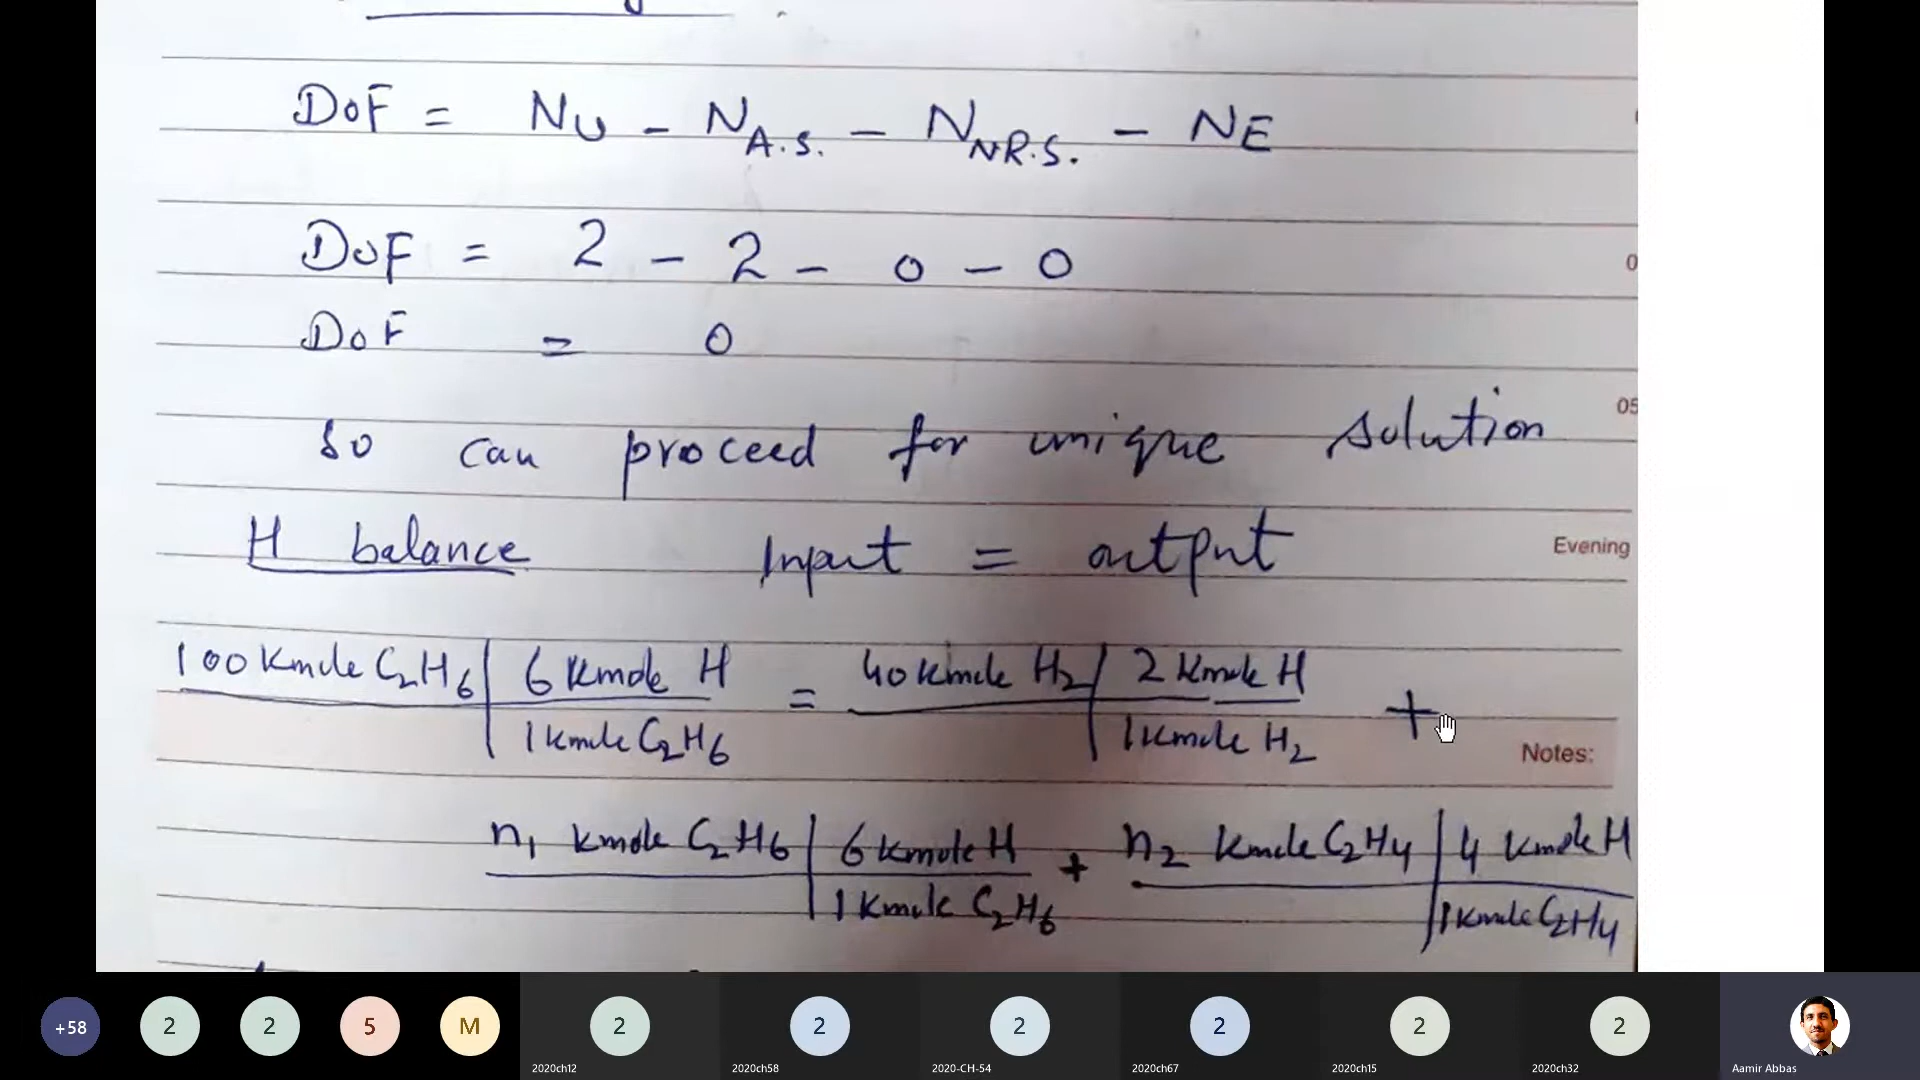 DoF = NU - NA.S. - NNR.S. - NE
DoF = 2 - 2 - 0 - 0
DoF = 0
So can proceed for unique solution
H balance Input = output
100 Kmole C2H6 | 6 Kmole H = 40 Kmole H2 | 2 Kmole H +
1 Kmole C2H6 1 Kmole H2
n1 kmole C2H6 | 6 kmole H + n2 Kmole C2H4 | 4 Kmole H
1 Kmole C2H6 1 Kmole C2H4
0
05
Evening
Notes:
+58 2 2 5 M 2 2 2 2 2 2
2020ch12 2020ch58 2020-CH-54 2020ch67 2020ch15 2020ch32 Aamir Abbas